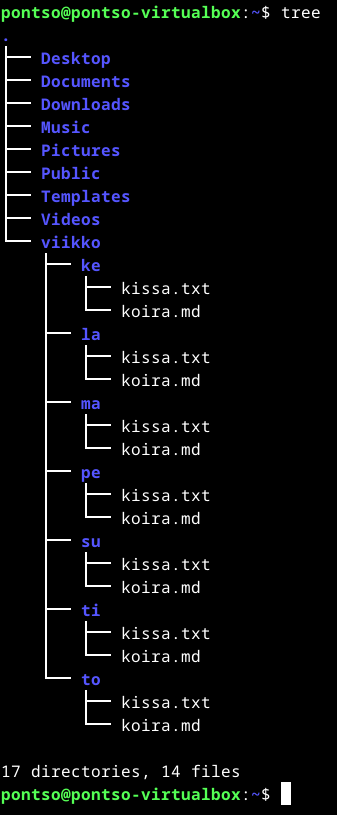 pontso@pontso-virtualbox:~$ tree
.
├── Desktop
├── Documents
├── Downloads
├── Music
├── Pictures
├── Public
├── Templates
├── Videos
└── viikko
    ├── ke
    │   ├── kissa.txt
    │   └── koira.md
    ├── la
    │   ├── kissa.txt
    │   └── koira.md
    ├── ma
    │   ├── kissa.txt
    │   └── koira.md
    ├── pe
    │   ├── kissa.txt
    │   └── koira.md
    ├── su
    │   ├── kissa.txt
    │   └── koira.md
    ├── ti
    │   ├── kissa.txt
    │   └── koira.md
    └── to
        ├── kissa.txt
        └── koira.md

17 directories, 14 files
pontso@pontso-virtualbox:~$